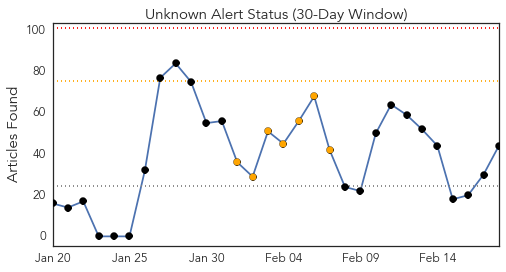 Unknown Alert Status (30-Day Window)
Articles Found
100
80
60
40
20
0
Jan 20 Jan 25 Jan 30 Feb 04 Feb 09 Feb 14